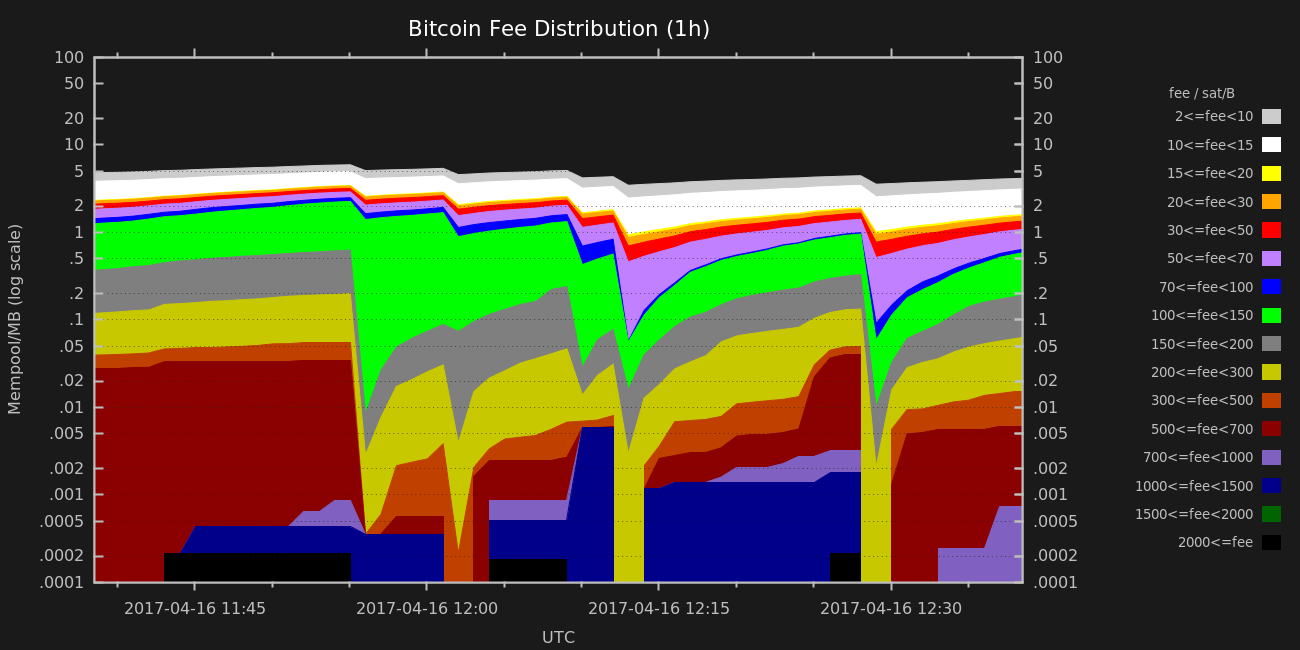 Bitcoin Fee Distribution (1h)
100
50
20
10
5
2
1
.5
.2
.1
.05
.02
.01
.005
.002
.001
.0005
.0002
.0001
Mempool/MB (log scale)
100
50
20
10
5
2
1
.5
.2
.1
.05
.02
.01
.005
.002
.001
.0005
.0002
.0001
2017-04-16 11:45 2017-04-16 12:00 2017-04-16 12:15 2017-04-16 12:30
UTC
fee / sat/B
2<=fee<10
10<=fee<15
15<=fee<20
20<=fee<30
30<=fee<50
50<=fee<70
70<=fee<100
100<=fee<150
150<=fee<200
200<=fee<300
300<=fee<500
500<=fee<700
700<=fee<1000
1000<=fee<1500
1500<=fee<2000
2000<=fee